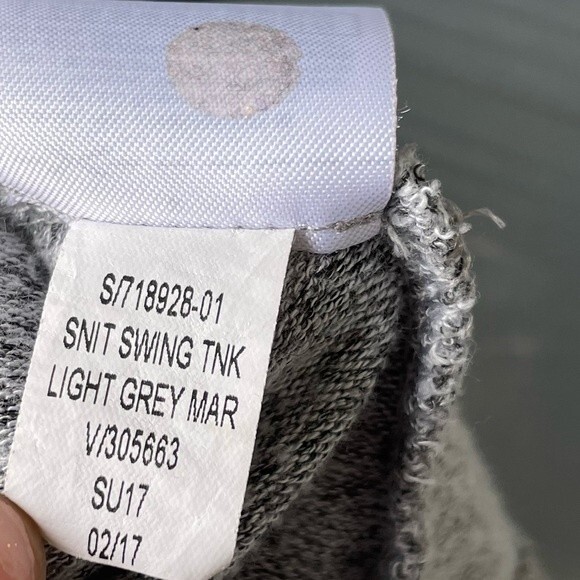 S/718928-01
SNIT SWING TNK
LIGHT GREY MAR
V/305663
SU17
02/17